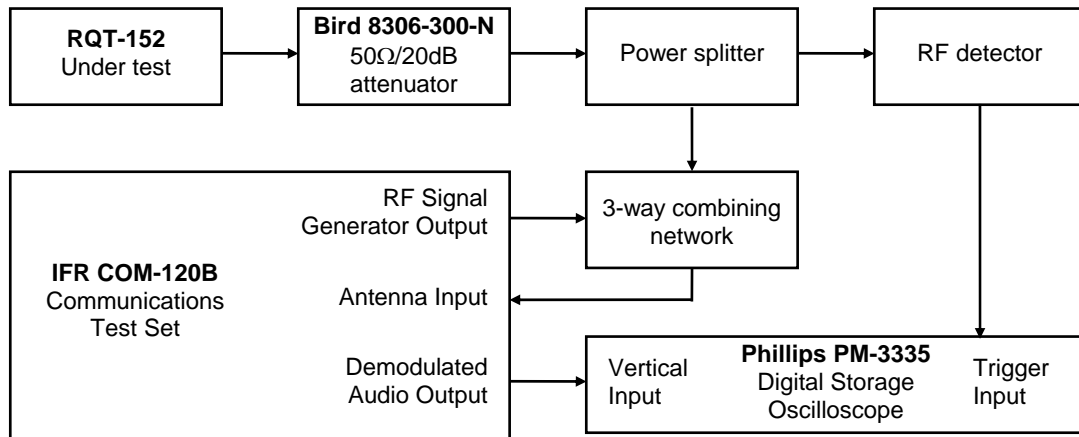 RQT-152
Under test
Bird 8306-300-N
50Ω/20dB
attenuator
Power splitter
RF detector
RF Signal
Generator Output
3-way combining
network
IFR COM-120B
Communications
Test Set
Antenna Input
Demodulated
Audio Output
Vertical
Input
Phillips PM-3335
Digital Storage
Oscilloscope
Trigger
Input